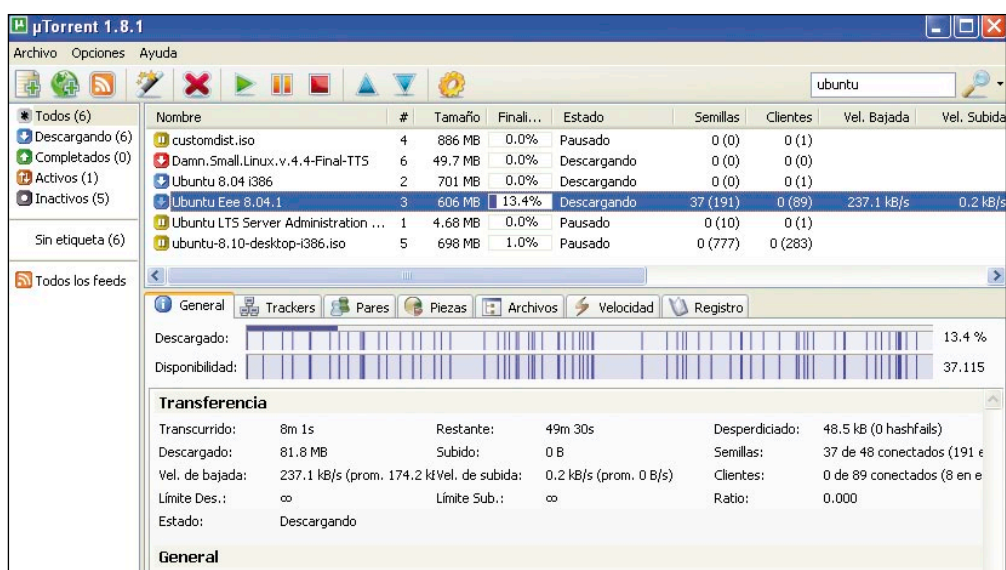 µTorrent 1.8.1
Archivo Opciones Ayuda
ubuntu
Todos (6)
Descargando (6)
Completados (0)
Activos (1)
Inactivos (5)
Sin etiqueta (6)
Todos los feeds
Nombre # Tamaño Finali... Estado Semillas Clientes Vel. Bajada Vel. Subida
customdist.iso 4 886 MB 0.0% Pausado 0 (0) 0 (1)
Damn.Small.Linux.v.4.4-Final-TTS 6 49.7 MB 0.0% Descargando 0 (0) 0 (0)
Ubuntu 8.04 i386 2 701 MB 0.0% Descargando 0 (0) 0 (1)
Ubuntu Eee 8.04.1 3 606 MB 13.4% Descargando 37 (191) 0 (89) 237.1 kB/s 0.2 kB/s
Ubuntu LTS Server Administration ... 1 4.68 MB 0.0% Pausado 0 (10) 0 (1)
ubuntu-8.10-desktop-i386.iso 5 698 MB 1.0% Pausado 0 (777) 0 (283)
General Trackers Pares Piezas Archivos Velocidad Registro
Descargado: 13.4 %
Disponibilidad: 37.115
Transferencia
Transcurrido: 8m 1s Restante: 49m 30s Desperdiciado: 48.5 kB (0 hashfails)
Descargado: 81.8 MB Subido: 0 B Semillas: 37 de 48 conectados (191 e
Vel. de bajada: 237.1 kB/s (prom. 174.2 kE Vel. de subida: 0.2 kB/s (prom. 0 B/s) Clientes: 0 de 89 conectados (8 en e
Límite Des.: ∞ Límite Sub.: ∞ Ratio: 0.000
Estado: Descargando
General